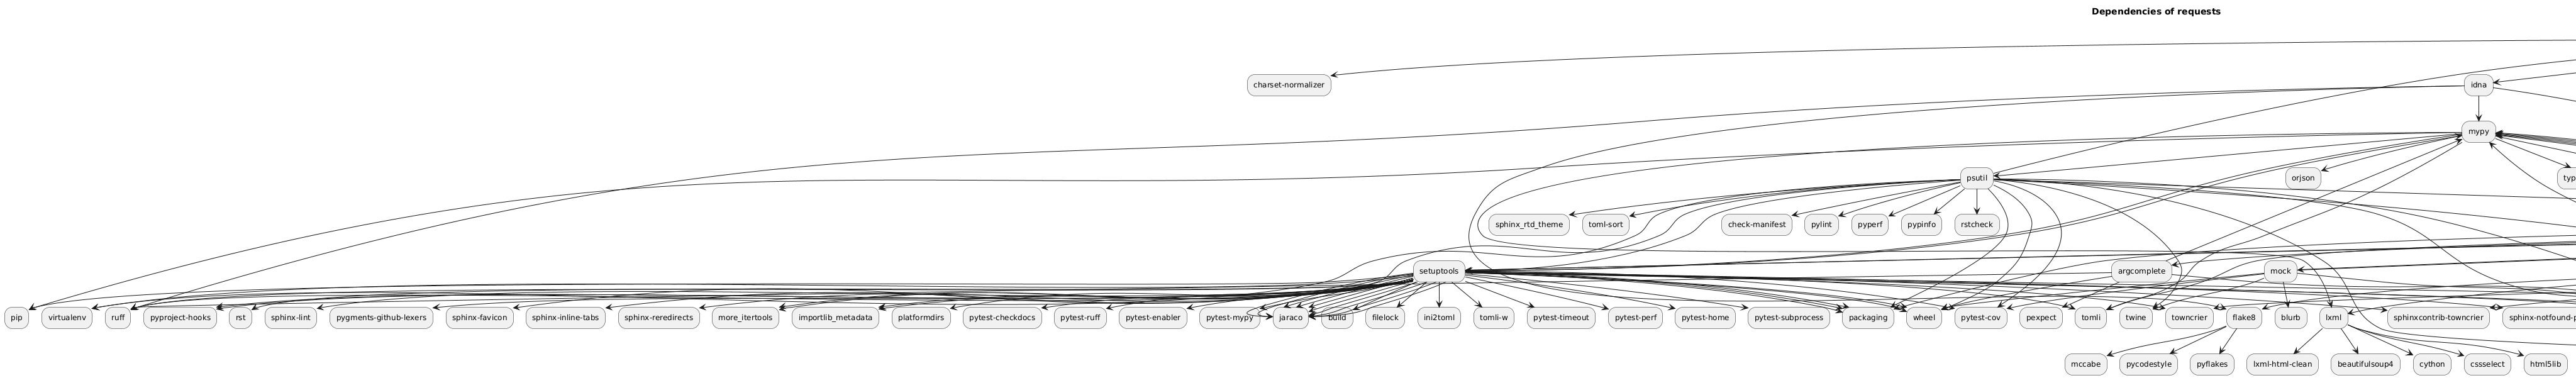 Dependencies of requests
charset-normalizer
idna
mypy
psutil
orjson
typ
sphinx_rtd_theme
toml-sort
check-manifest
pylint
pyperf
pypinfo
rstcheck
setuptools
argcomplete
mock
pip
virtualenv
ruff
pyproject-hooks
rst
sphinx-lint
pygments-github-lexers
sphinx-favicon
sphinx-reredirects
sphinx-inline-tabs
more_itertools
importlib_metadata
platformdirs
pytest-checkdocs
pytest-ruff
pytest-enabler
pytest-mypy
jaraco
build
filelock
ini2toml
tomli-w
pytest-timeout
pytest-perf
pytest-home
pytest-subprocess
packaging
wheel
pytest-cov
pexpect
tomli
twine
towncrier
flake8
blurb
lxml
sphinxcontrib-towncrier
sphinx-notfound-p
mccabe
pycodestyle
pyflakes
lxml-html-clean
beautifulsoup4
cython
cssselect
html5lib